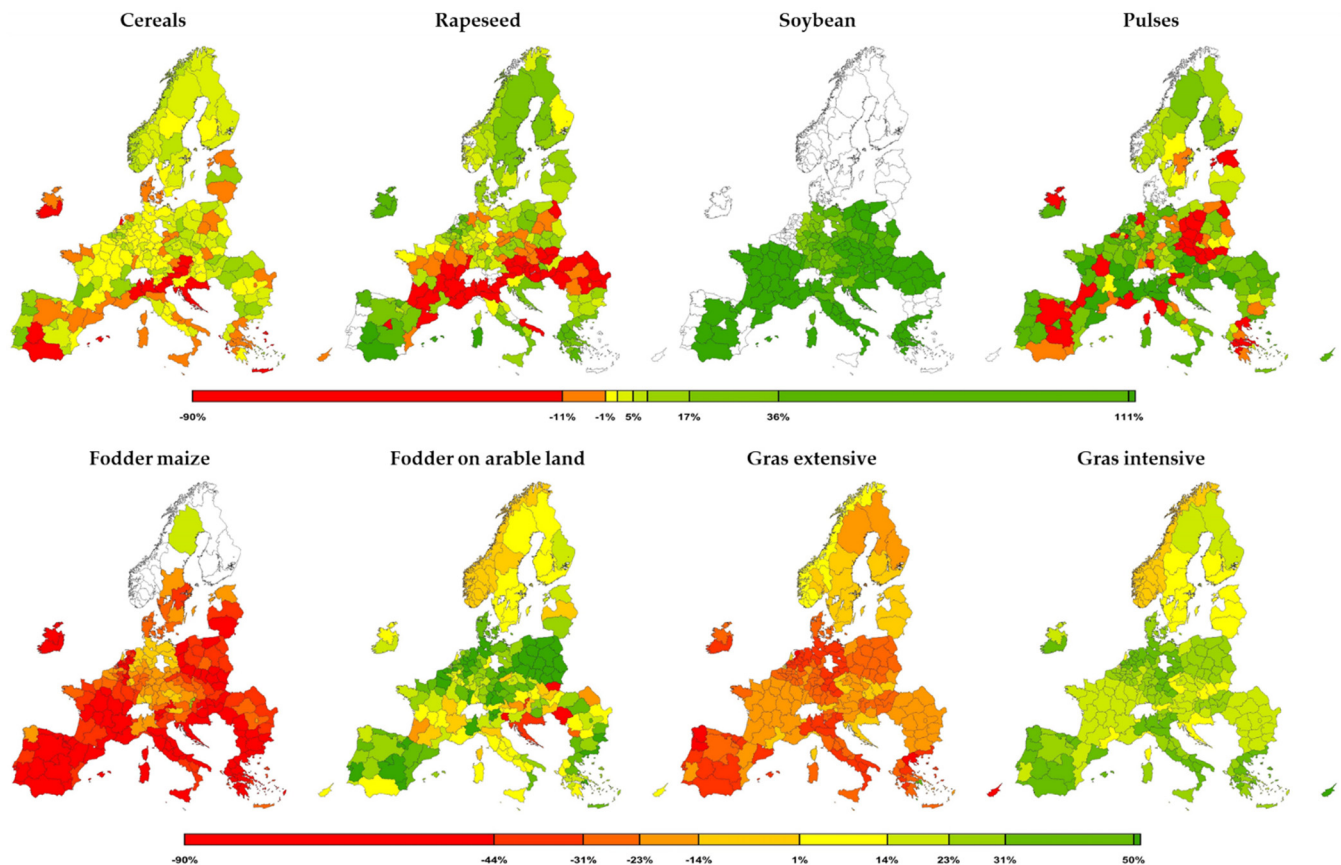 Cereals Rapeseed Soybean Pulses
-90% -11% -1% 5% 17% 36% 111%
Fodder maize Fodder on arable land Gras extensive Gras intensive
-90% -44% -31% -23% -14% 1% 14% 23% 31% 50%